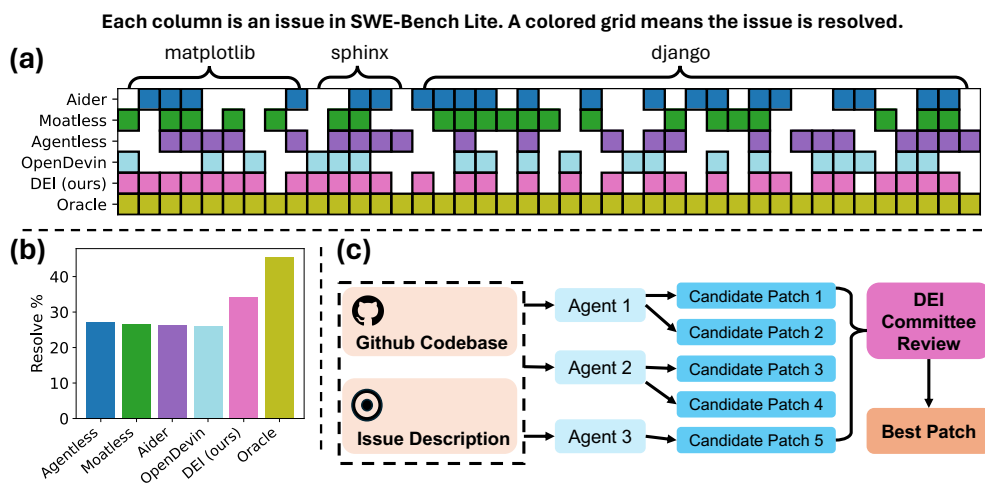 Each column is an issue in SWE-Bench Lite. A colored grid means the issue is resolved.
(a)
matplotlib
sphinx
django
Aider
Moatless
Agentless
OpenDevin
DEI (ours)
Oracle
(b)
Resolve %
40
30
20
10
0
Agentless
Moatless
Aider
OpenDevin
DEI (ours)
Oracle
(c)
Github Codebase
Issue Description
Agent 1
Agent 2
Agent 3
Candidate Patch 1
Candidate Patch 2
Candidate Patch 3
Candidate Patch 4
Candidate Patch 5
DEI
Committee
Review
Best Patch